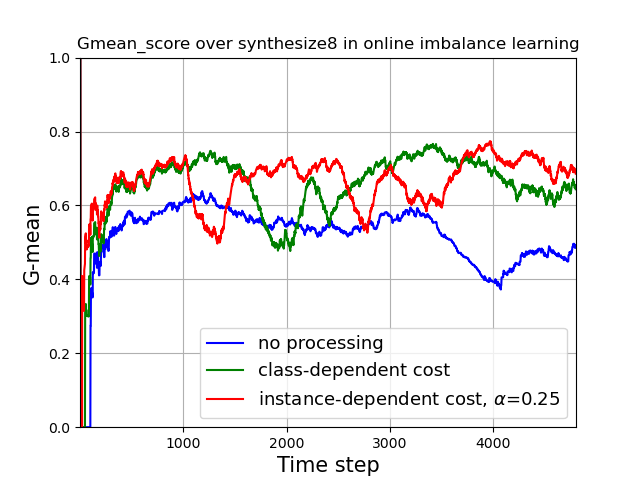 Gmean_score over synthesize8 in online imbalance learning
1.0
0.8
0.6
0.4
0.2
0.0
G-mean
no processing
class-dependent cost
instance-dependent cost, α=0.25
1000 2000 3000 4000
Time step